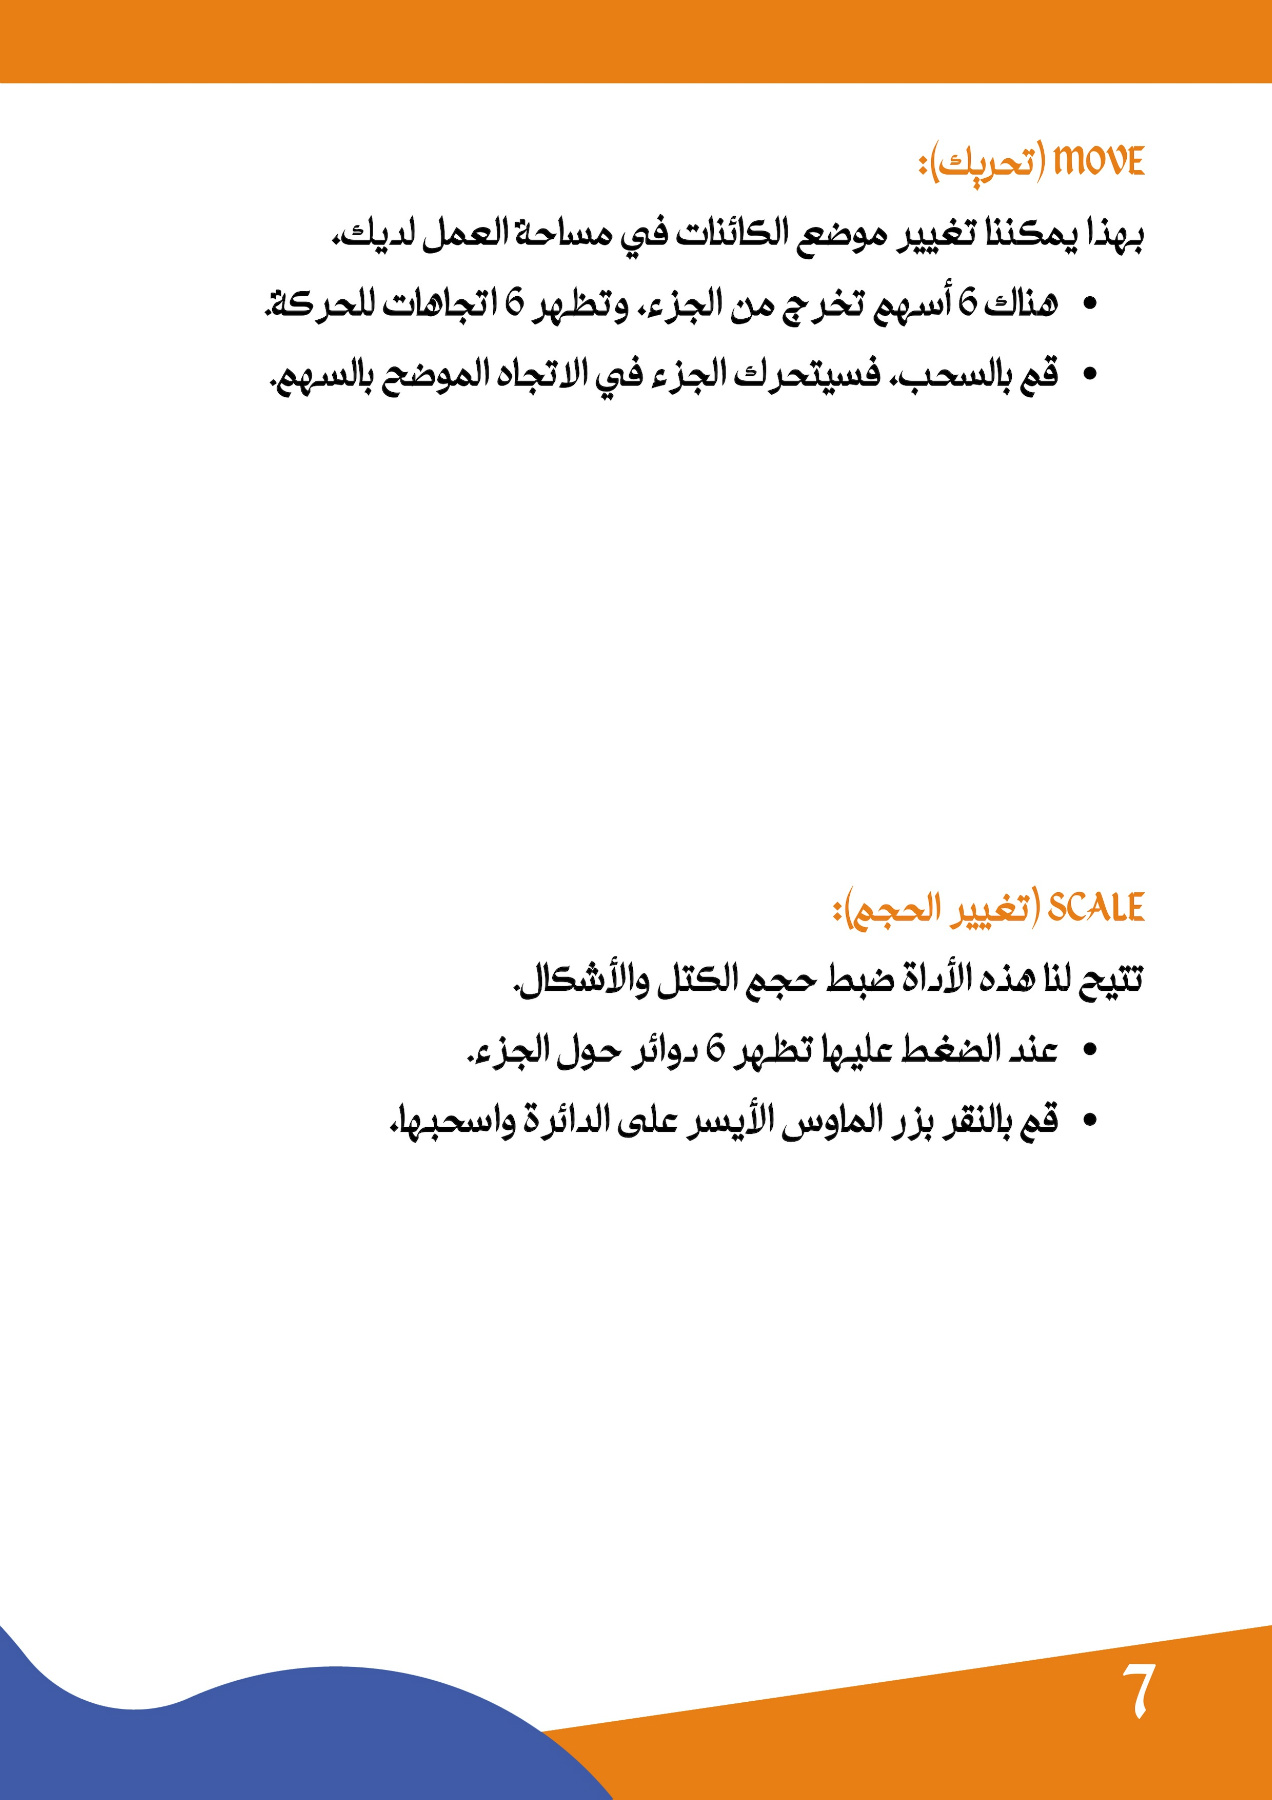 MOVE (تحريك):
بهذا يمكننا تغيير موضع الكائنات في مساحة العمل لديك،
• هناك 6 أسهم تخرج من الجزء، وتظهر 6 اتجاهات للحركة.
• قم بالسحب، فسيتحرك الجزء في الاتجاه الموضح بالسهم.
SCALE (تغيير الحجم):
تتيح لنا هذه الأداة ضبط حجم الكتل والأشكال.
• عند الضغط عليها تظهر 6 دوائر حول الجزء.
• قم بالنقر بزر الماوس الأيسر على الدائرة واسحبها،
7